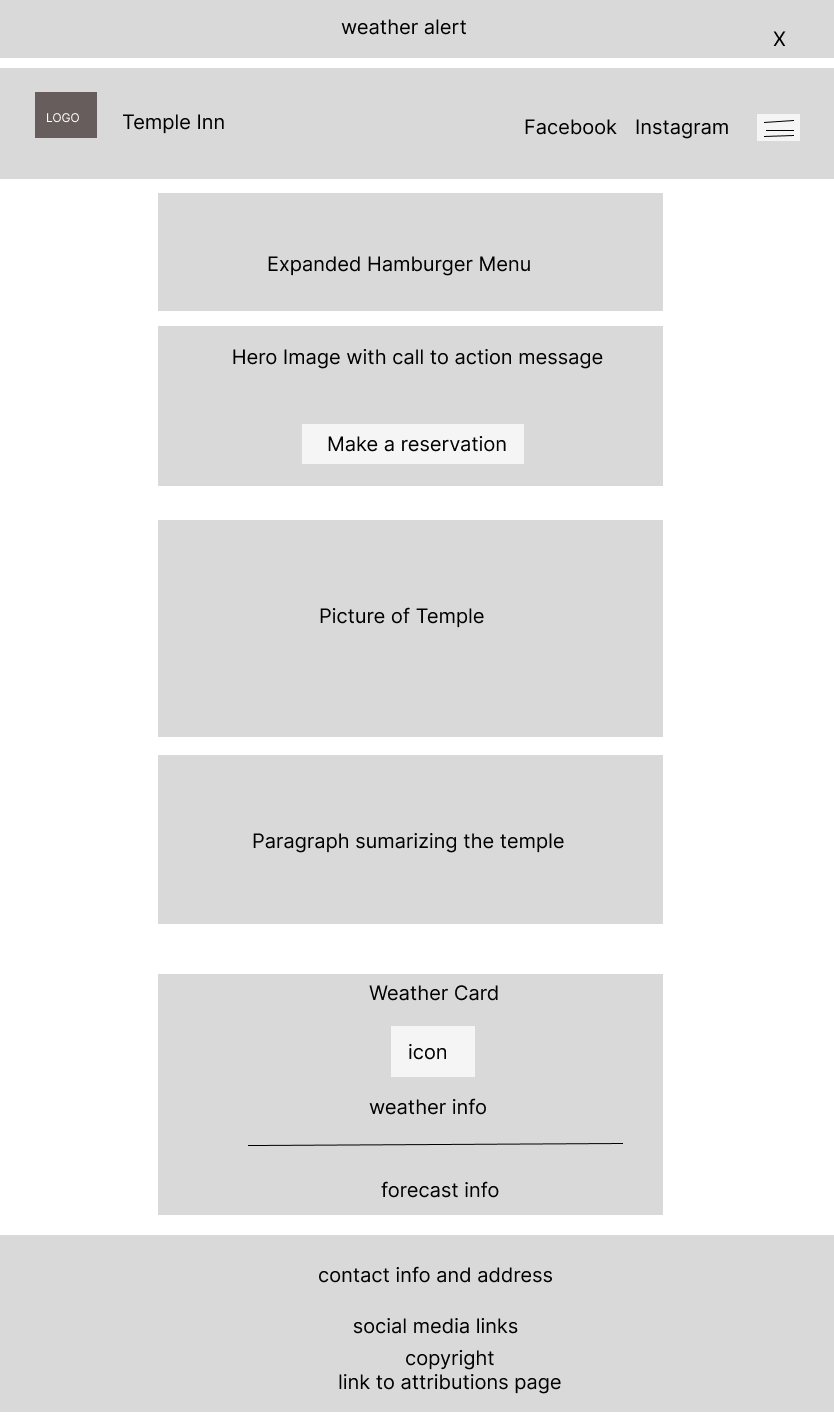 weather alert
X
LOGO
Temple Inn
Facebook
Instagram
Expanded Hamburger Menu
Hero Image with call to action message
Make a reservation
Picture of Temple
Paragraph sumarizing the temple
Weather Card
icon
weather info
forecast info
contact info and address
social media links
copyright
link to attributions page